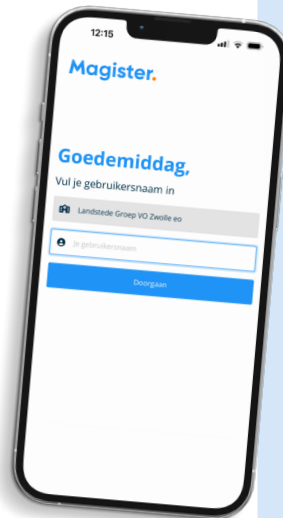 12:15
Magister.
Goedemiddag,
Vul je gebruikersnaam in
Landstede Groep VO Zwolle eo
Je gebruikersnaam
Doorgaan